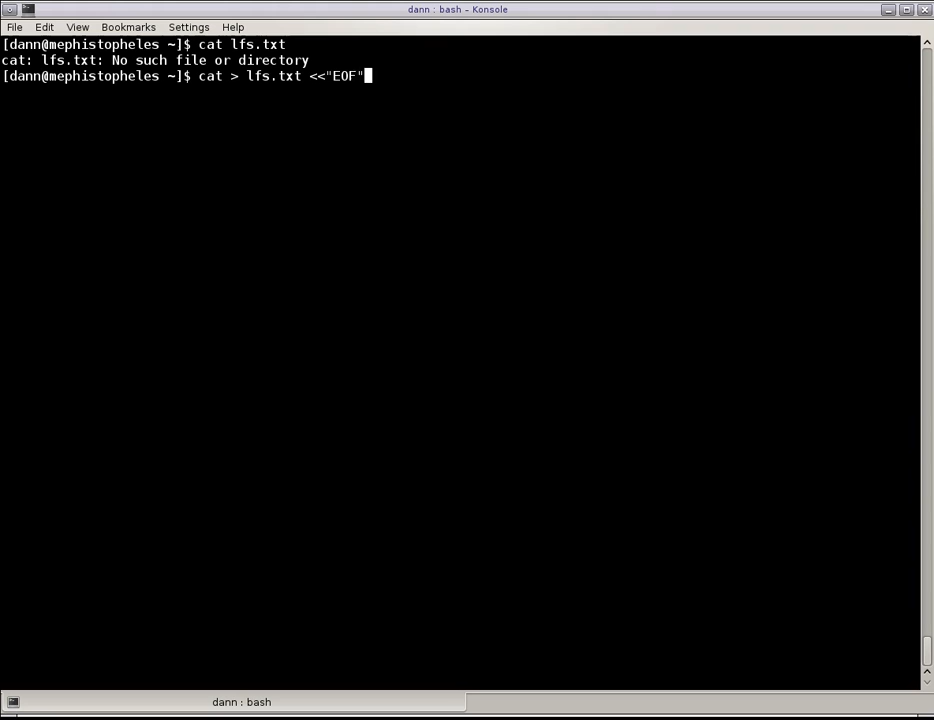 dann : bash - Konsole
File Edit View Bookmarks Settings Help
[dann@mephistopheles ~]$ cat lfs.txt
cat: lfs.txt: No such file or directory
[dann@mephistopheles ~]$ cat > lfs.txt <<"EOF"
dann : bash